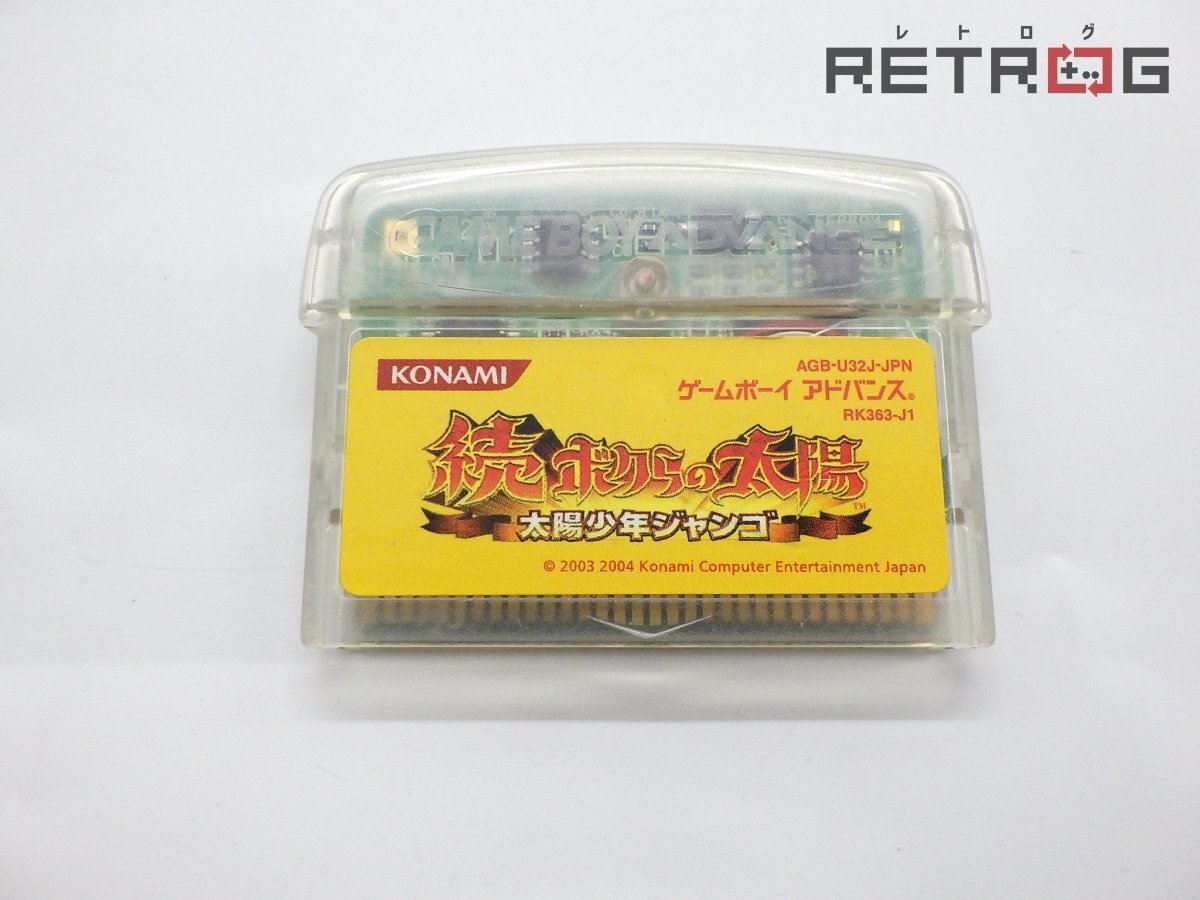 レトログ
RETROG
GAME BOY ADVANCE
KONAMI
AGB-U32J-JPN
ゲームボーイ アドバンス®
RK363-J1
続・ボクらの太陽™
太陽少年ジャンゴ
© 2003 2004 Konami Computer Entertainment Japan